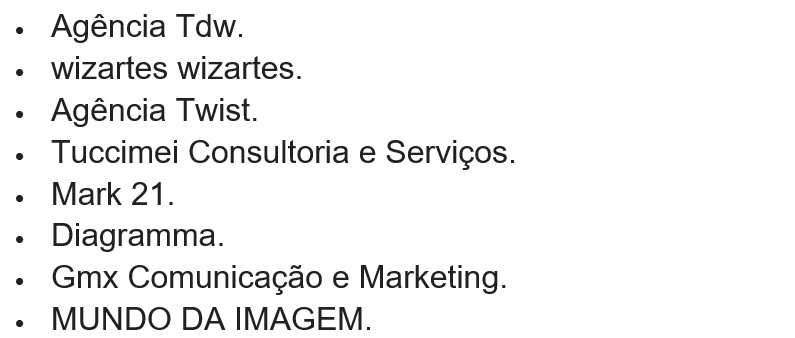 • Agência Tdw.
• wizartes wizartes.
• Agência Twist.
• Tuccimei Consultoria e Serviços.
• Mark 21.
• Diagramma.
• Gmx Comunicação e Marketing.
• MUNDO DA IMAGEM.